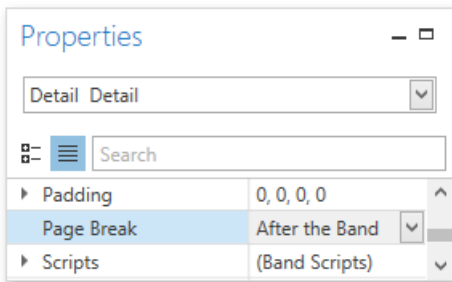 Properties
Detail Detail
Search
Padding 0, 0, 0, 0
Page Break After the Band
Scripts (Band Scripts)